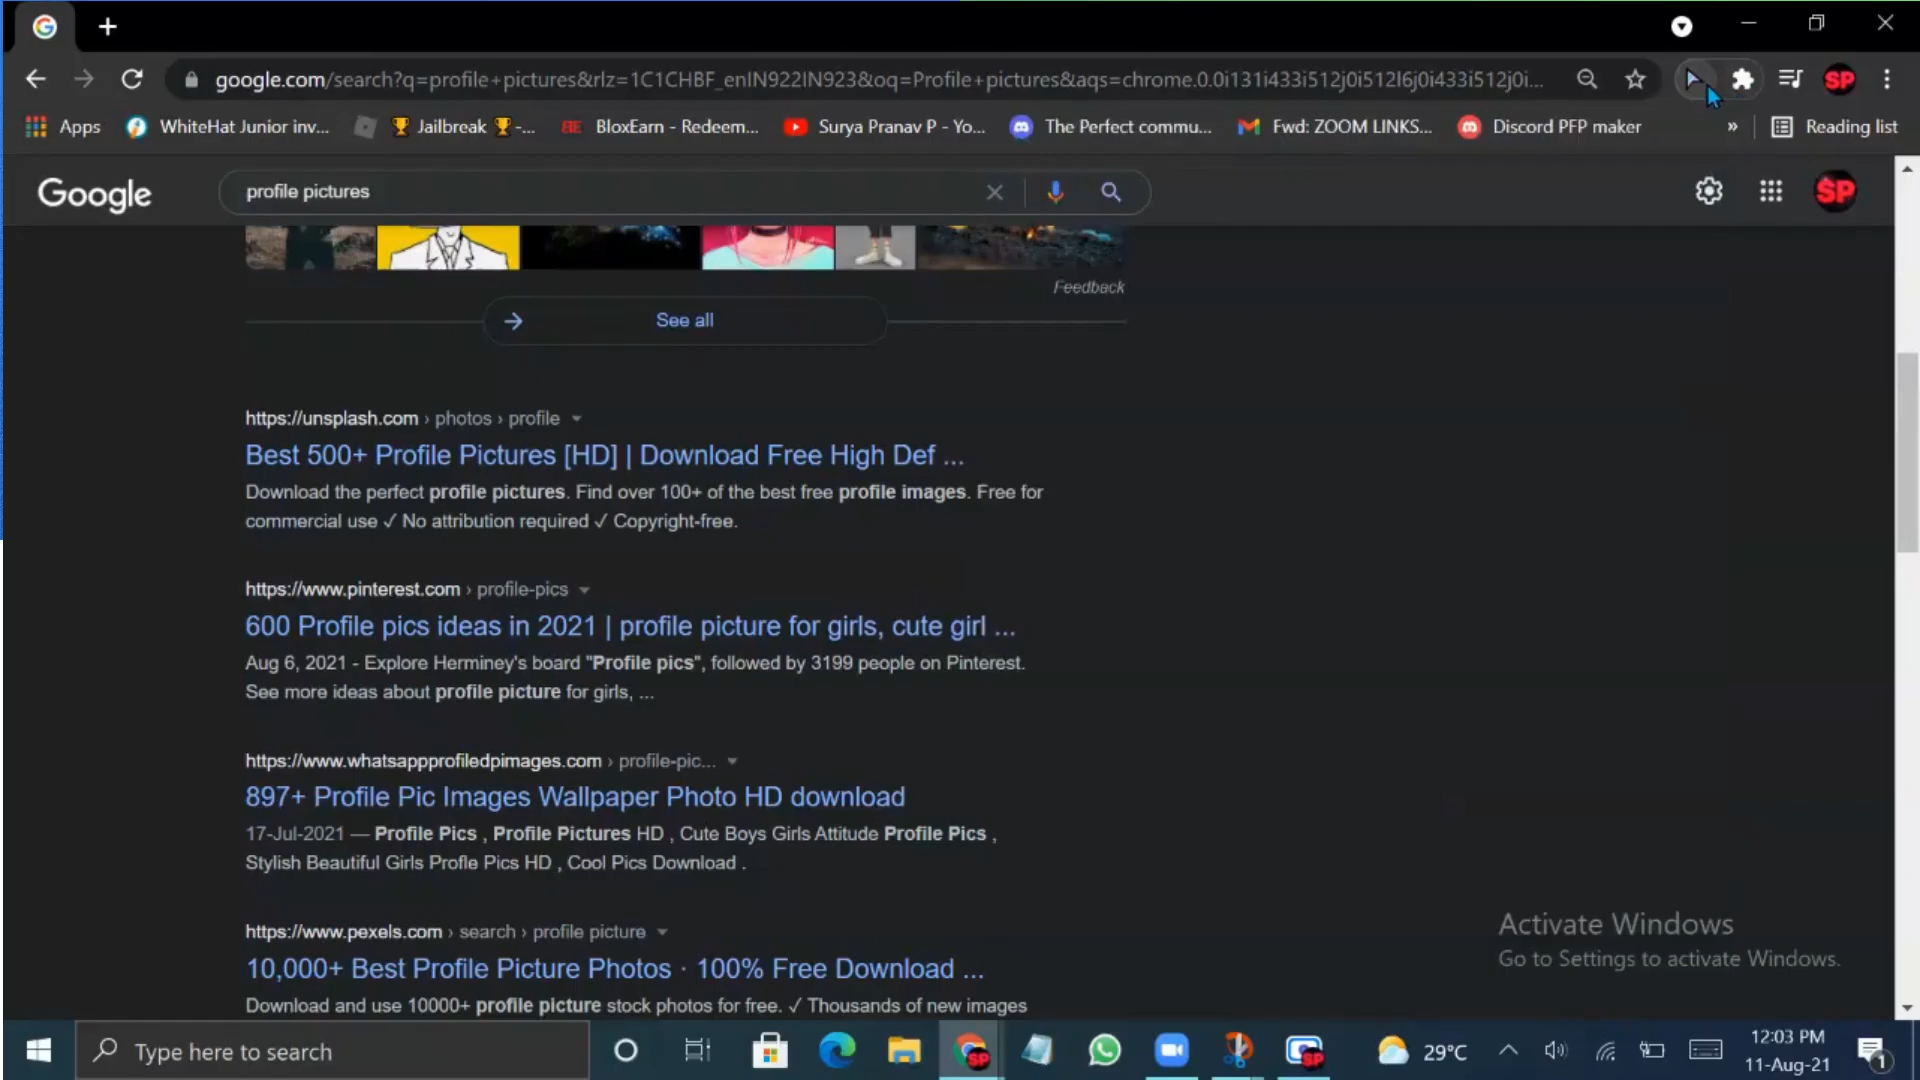 google.com/search?q=profile+pictures&rlz=1C1CHBF_enIN922IN923&oq=Profile+pictures&aqs=chrome.0.0i131i433i512j0i512l6j0i433i512j0i...
SP
Apps
WhiteHat Junior inv...
Jailbreak
-...
BE
BloxEarn - Redeem...
Surya Pranav P - Yo...
The Perfect commu...
Fwd: ZOOM LINKS...
Discord PFP maker
»
Reading list
Google
profile pictures
SP
Feedback
See all
https://unsplash.com › photos › profile
Best 500+ Profile Pictures [HD] | Download Free High Def ...
Download the perfect profile pictures. Find over 100+ of the best free profile images. Free for
commercial use ✓ No attribution required ✓ Copyright-free.
https://www.pinterest.com › profile-pics
600 Profile pics ideas in 2021 | profile picture for girls, cute girl ...
Aug 6, 2021 - Explore Herminey's board "Profile pics", followed by 3199 people on Pinterest.
See more ideas about profile picture for girls, ...
https://www.whatsappprofiledpimages.com › profile-pic...
897+ Profile Pic Images Wallpaper Photo HD download
17-Jul-2021 — Profile Pics , Profile Pictures HD , Cute Boys Girls Attitude Profile Pics ,
Stylish Beautiful Girls Profle Pics HD , Cool Pics Download .
https://www.pexels.com › search › profile picture
10,000+ Best Profile Picture Photos · 100% Free Download ...
Download and use 10000+ profile picture stock photos for free. ✓ Thousands of new images
Activate Windows
Go to Settings to activate Windows.
Type here to search
SP
SP
29°C
12:03 PM
11-Aug-21
1